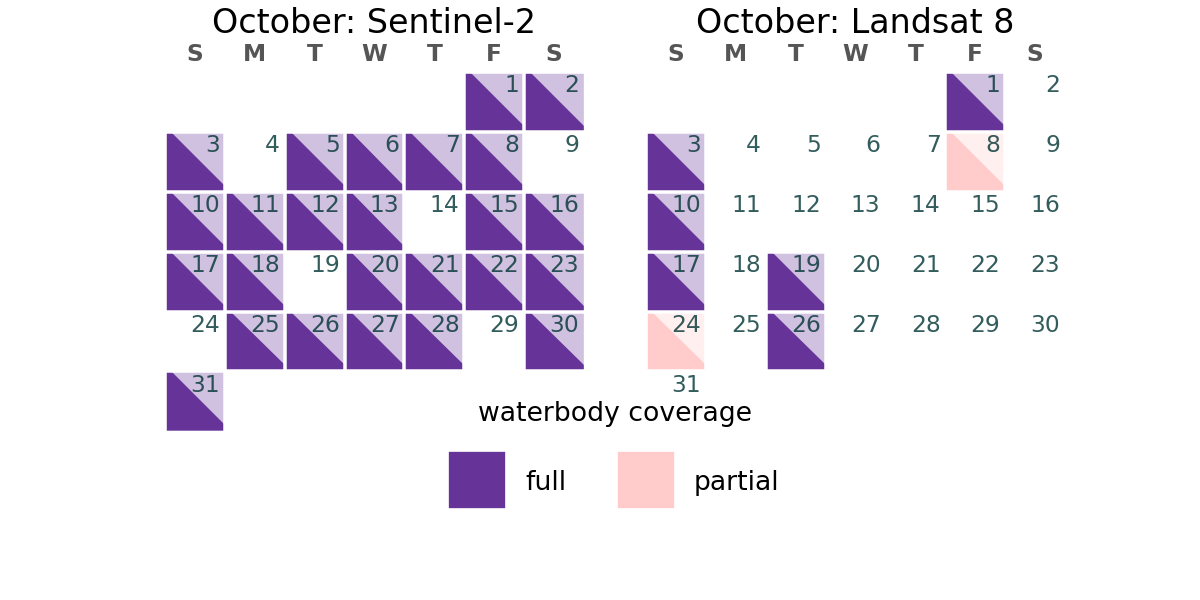 October: Sentinel-2
S M T W T F S
1 2
3 4 5 6 7 8 9
10 11 12 13 14 15 16
17 18 19 20 21 22 23
24 25 26 27 28 29 30
31
October: Landsat 8
S M T W T F S
1 2
3 4 5 6 7 8 9
10 11 12 13 14 15 16
17 18 19 20 21 22 23
24 25 26 27 28 29 30
31
waterbody coverage
full
partial